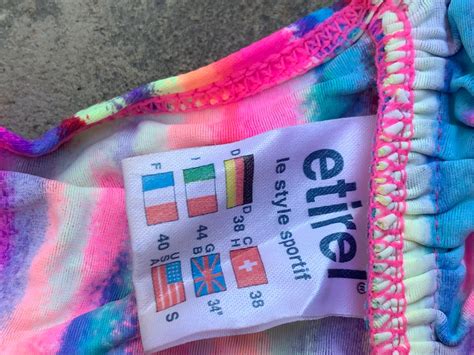 etirel®
le style sportif
D 38 CH 38
I 44 GB 34"
F 40 USA S